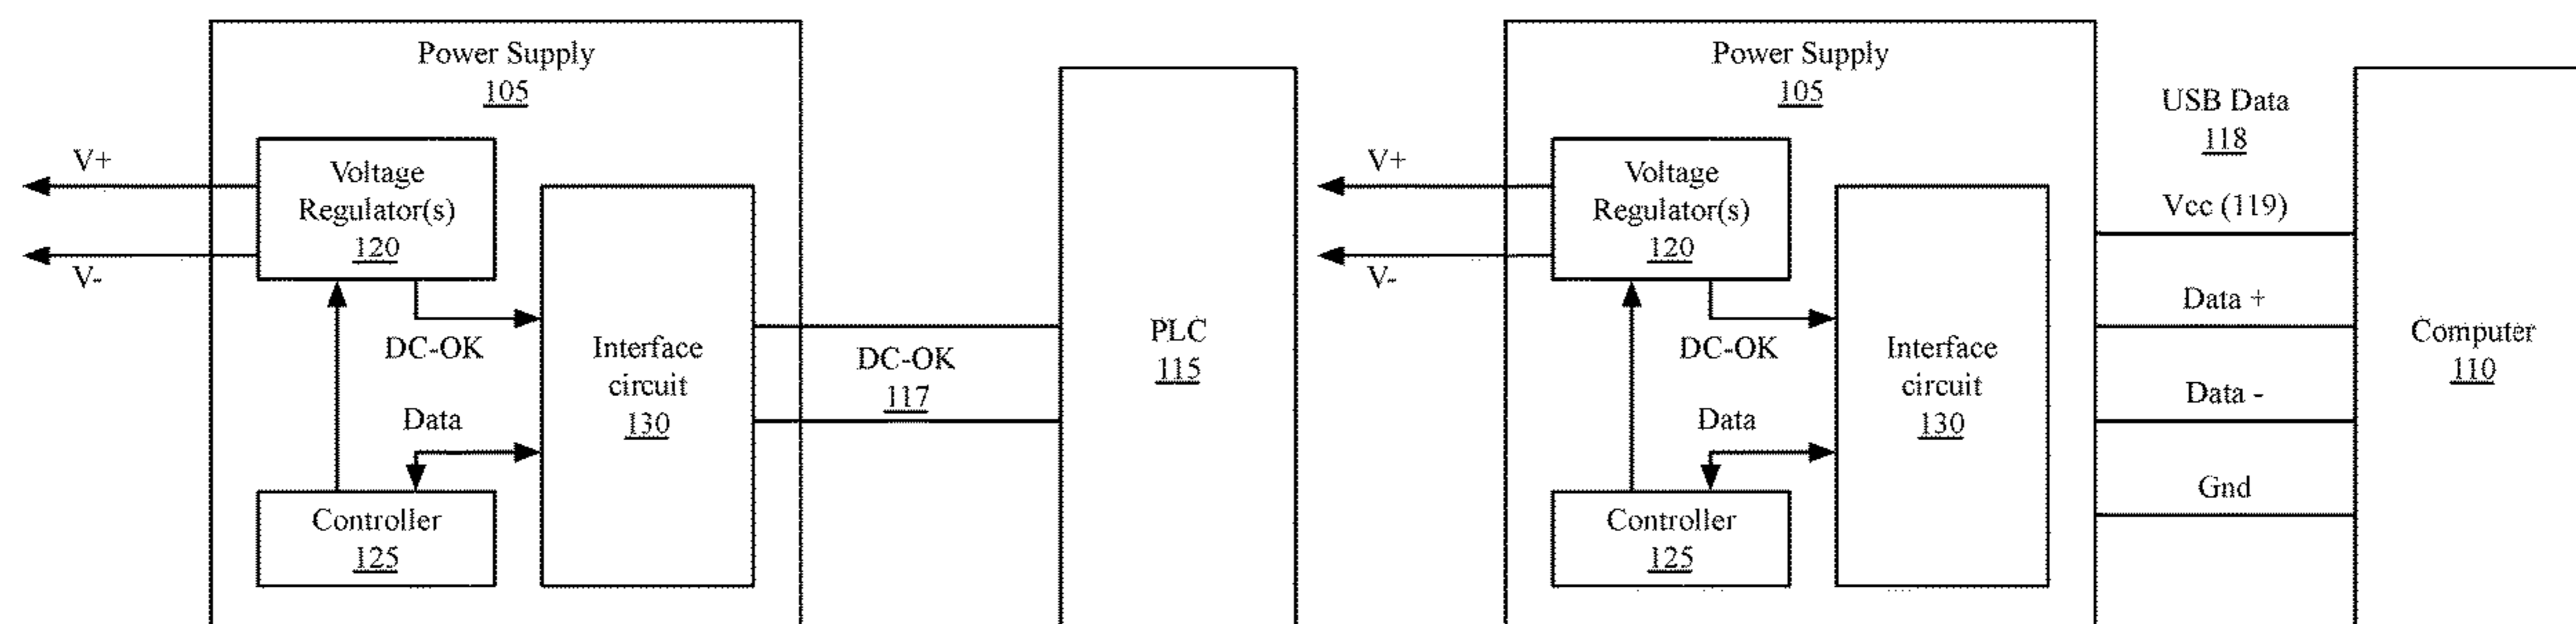 Power Supply
105
V+
V-
Voltage
Regulator(s)
120
DC-OK
Data
Controller
125
Interface
circuit
130
DC-OK
117
PLC
115
Power Supply
105
V+
V-
Voltage
Regulator(s)
120
DC-OK
Data
Controller
125
Interface
circuit
130
USB Data
118
Vcc (119)
Data +
Data -
Gnd
Computer
110